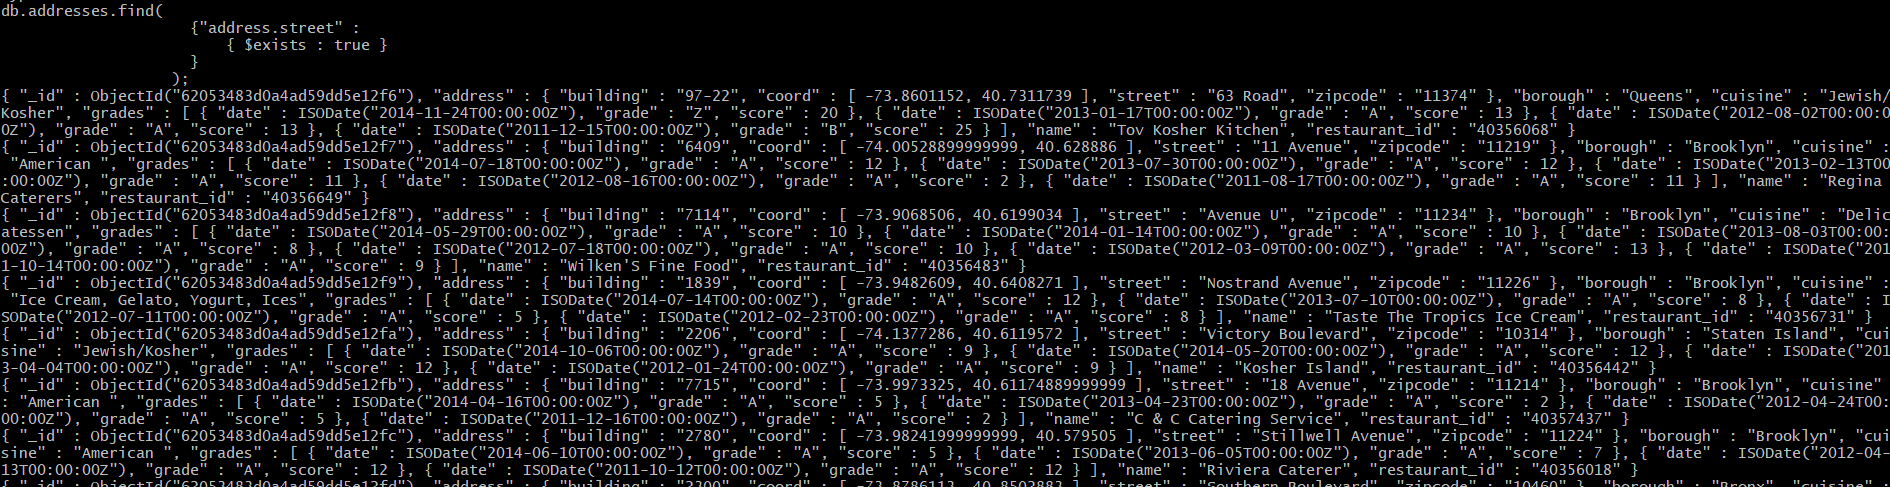 db.addresses.find(
{"address.street" :
{ $exists : true }
}
);
{ "_id" : ObjectId("62053483d0a4ad59dd5e12f6"), "address" : { "building" : "97-22", "coord" : [ -73.8601152, 40.7311739 ], "street" : "63 Road", "zipcode" : "11374" }, "borough" : "Queens", "cuisine" : "Jewish/
Kosher", "grades" : [ { "date" : ISODate("2014-11-24T00:00:00Z"), "grade" : "Z", "score" : 20 }, { "date" : ISODate("2013-01-17T00:00:00Z"), "grade" : "A", "score" : 13 }, { "date" : ISODate("2012-08-02T00:00:0
0Z"), "grade" : "A", "score" : 13 }, { "date" : ISODate("2011-12-15T00:00:00Z"), "grade" : "B", "score" : 25 } ], "name" : "Tov Kosher Kitchen", "restaurant_id" : "40356068" }
{ "_id" : ObjectId("62053483d0a4ad59dd5e12f7"), "address" : { "building" : "6409", "coord" : [ -74.00528899999999, 40.628886 ], "street" : "11 Avenue", "zipcode" : "11219" }, "borough" : "Brooklyn", "cuisine" :
"American ", "grades" : [ { "date" : ISODate("2014-07-18T00:00:00Z"), "grade" : "A", "score" : 12 }, { "date" : ISODate("2013-07-30T00:00:00Z"), "grade" : "A", "score" : 12 }, { "date" : ISODate("2013-02-13T00
:00:00Z"), "grade" : "A", "score" : 11 }, { "date" : ISODate("2012-08-16T00:00:00Z"), "grade" : "A", "score" : 2 }, { "date" : ISODate("2011-08-17T00:00:00Z"), "grade" : "A", "score" : 11 } ], "name" : "Regina 
Caterers", "restaurant_id" : "40356649" }
{ "_id" : ObjectId("62053483d0a4ad59dd5e12f8"), "address" : { "building" : "7114", "coord" : [ -73.9068506, 40.6199034 ], "street" : "Avenue U", "zipcode" : "11234" }, "borough" : "Brooklyn", "cuisine" : "Delic
atessen", "grades" : [ { "date" : ISODate("2014-05-29T00:00:00Z"), "grade" : "A", "score" : 10 }, { "date" : ISODate("2014-01-14T00:00:00Z"), "grade" : "A", "score" : 10 }, { "date" : ISODate("2013-08-03T00:00:
00Z"), "grade" : "A", "score" : 8 }, { "date" : ISODate("2012-07-18T00:00:00Z"), "grade" : "A", "score" : 10 }, { "date" : ISODate("2012-03-09T00:00:00Z"), "grade" : "A", "score" : 13 }, { "date" : ISODate("201
1-10-14T00:00:00Z"), "grade" : "A", "score" : 9 } ], "name" : "Wilken'S Fine Food", "restaurant_id" : "40356483" }
{ "_id" : ObjectId("62053483d0a4ad59dd5e12f9"), "address" : { "building" : "1839", "coord" : [ -73.9482609, 40.6408271 ], "street" : "Nostrand Avenue", "zipcode" : "11226" }, "borough" : "Brooklyn", "cuisine" :
"Ice Cream, Gelato, Yogurt, Ices", "grades" : [ { "date" : ISODate("2014-07-14T00:00:00Z"), "grade" : "A", "score" : 12 }, { "date" : ISODate("2013-07-10T00:00:00Z"), "grade" : "A", "score" : 8 }, { "date" : I
SODate("2012-07-11T00:00:00Z"), "grade" : "A", "score" : 5 }, { "date" : ISODate("2012-02-23T00:00:00Z"), "grade" : "A", "score" : 8 } ], "name" : "Taste The Tropics Ice Cream", "restaurant_id" : "40356731" }
{ "_id" : ObjectId("62053483d0a4ad59dd5e12fa"), "address" : { "building" : "2206", "coord" : [ -74.1377286, 40.6119572 ], "street" : "Victory Boulevard", "zipcode" : "10314" }, "borough" : "Staten Island", "cui
sine" : "Jewish/Kosher", "grades" : [ { "date" : ISODate("2014-10-06T00:00:00Z"), "grade" : "A", "score" : 9 }, { "date" : ISODate("2014-05-20T00:00:00Z"), "grade" : "A", "score" : 12 }, { "date" : ISODate("201
3-04-04T00:00:00Z"), "grade" : "A", "score" : 12 }, { "date" : ISODate("2012-01-24T00:00:00Z"), "grade" : "A", "score" : 9 } ], "name" : "Kosher Island", "restaurant_id" : "40356442" }
{ "_id" : ObjectId("62053483d0a4ad59dd5e12fb"), "address" : { "building" : "7715", "coord" : [ -73.9973325, 40.61174889999999 ], "street" : "18 Avenue", "zipcode" : "11214" }, "borough" : "Brooklyn", "cuisine" 
: "American ", "grades" : [ { "date" : ISODate("2014-04-16T00:00:00Z"), "grade" : "A", "score" : 5 }, { "date" : ISODate("2013-04-23T00:00:00Z"), "grade" : "A", "score" : 2 }, { "date" : ISODate("2012-04-24T00:
00:00Z"), "grade" : "A", "score" : 5 }, { "date" : ISODate("2011-12-16T00:00:00Z"), "grade" : "A", "score" : 2 } ], "name" : "C & C Catering Service", "restaurant_id" : "40357437" }
{ "_id" : ObjectId("62053483d0a4ad59dd5e12fc"), "address" : { "building" : "2780", "coord" : [ -73.98241999999999, 40.579505 ], "street" : "Stillwell Avenue", "zipcode" : "11224" }, "borough" : "Brooklyn", "cui
sine" : "American ", "grades" : [ { "date" : ISODate("2014-06-10T00:00:00Z"), "grade" : "A", "score" : 5 }, { "date" : ISODate("2013-06-05T00:00:00Z"), "grade" : "A", "score" : 7 }, { "date" : ISODate("2012-04-
13T00:00:00Z"), "grade" : "A", "score" : 12 }, { "date" : ISODate("2011-10-12T00:00:00Z"), "grade" : "A", "score" : 12 } ], "name" : "Riviera Caterer", "restaurant_id" : "40356018" }
{ "_id" : ObjectId("62053483d0a4ad59dd5e12fd"), "address" : { "building" : "2300", "coord" : [ -73.8786113, 40.8502883 ], "street" : "Southern Boulevard", "zipcode" : "10460" }, "borough" : "Bronx", "cuisine" :